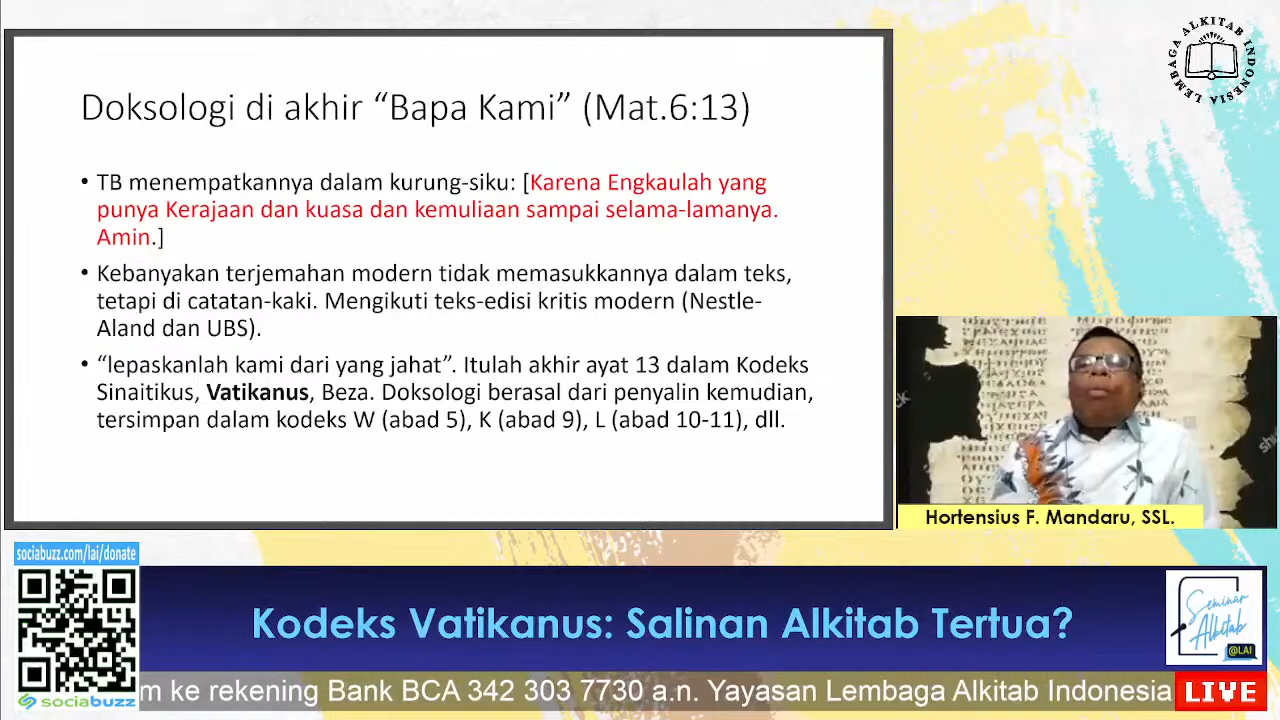 LEMBAGA ALKITAB INDONESIA
Doksologi di akhir “Bapa Kami” (Mat.6:13)
• TB menempatkannya dalam kurung-siku: [Karena Engkaulah yang
punya Kerajaan dan kuasa dan kemuliaan sampai selama-lamanya.
Amin.]
• Kebanyakan terjemahan modern tidak memasukkannya dalam teks,
tetapi di catatan-kaki. Mengikuti teks-edisi kritis modern (Nestle-
Aland dan UBS).
• “lepaskanlah kami dari yang jahat”. Itulah akhir ayat 13 dalam Kodeks
Sinaitikus, Vatikanus, Beza. Doksologi berasal dari penyalin kemudian,
tersimpan dalam kodeks W (abad 5), K (abad 9), L (abad 10-11), dll.
Hortensius F. Mandaru, SSL.
sociabuzz.com/lai/donate
Kodeks Vatikanus: Salinan Alkitab Tertua?
Seminar
Alkitab
@LAI
sociabuzz
m ke rekening Bank BCA 342 303 7730 a.n. Yayasan Lembaga Alkitab Indonesia
LIVE